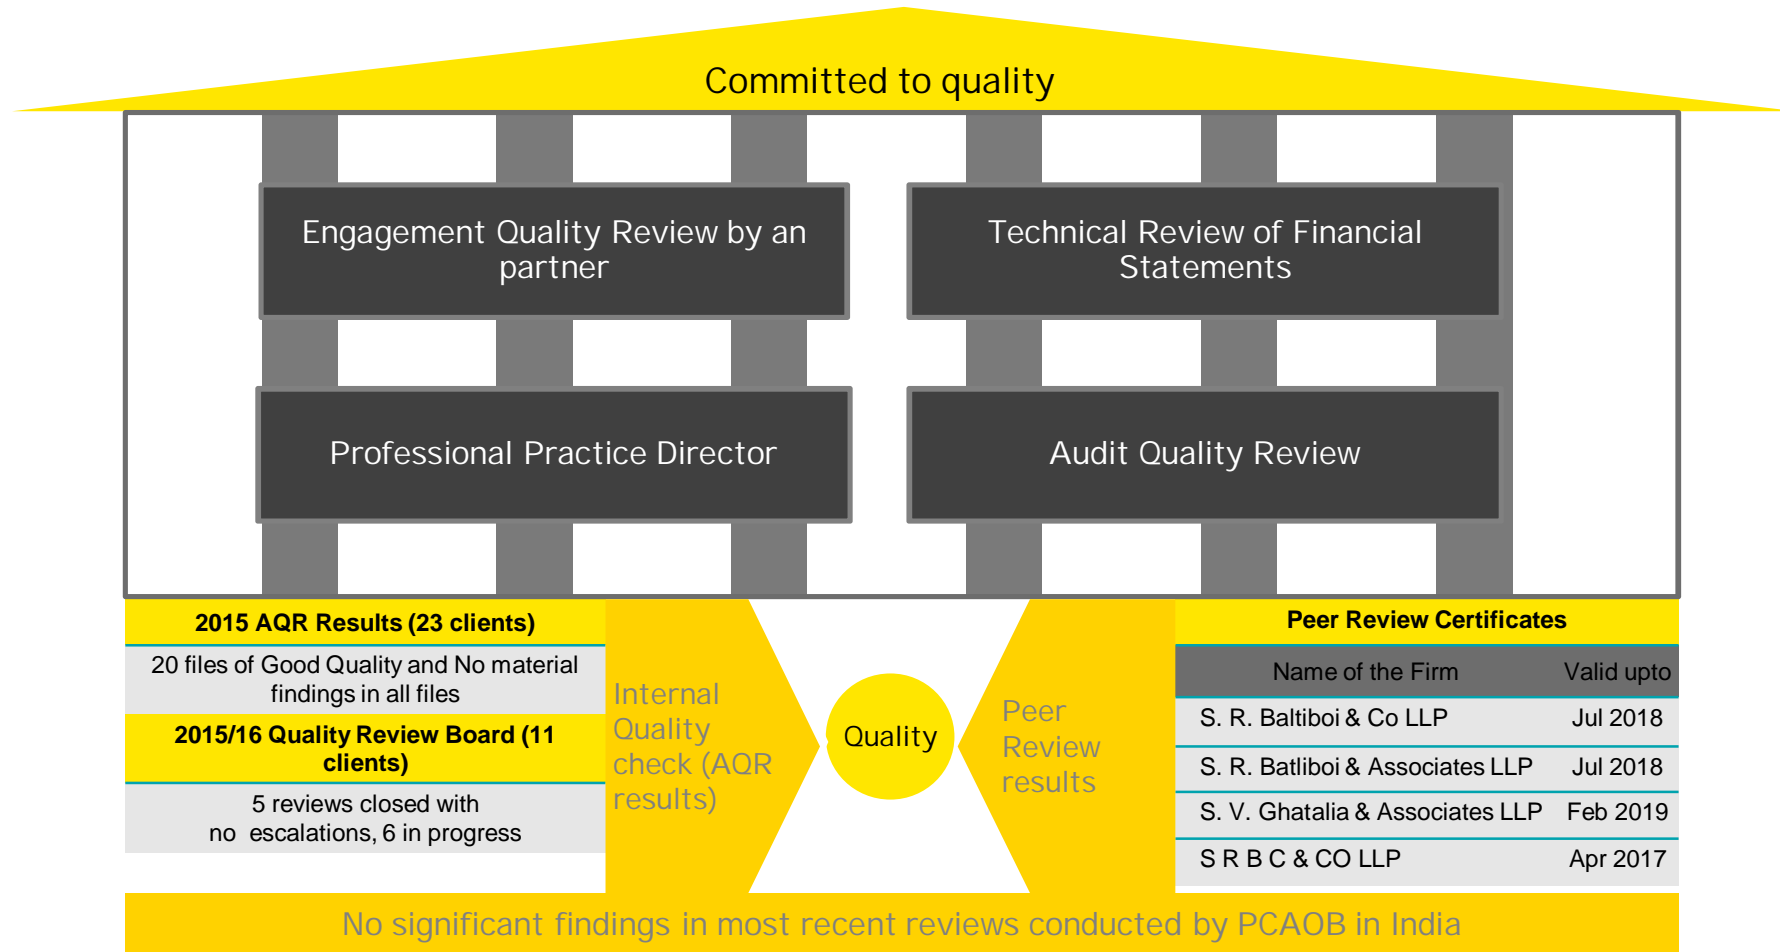 Committed to quality
Engagement Quality Review by an
partner
Technical Review of Financial
Statements
Professional Practice Director
Audit Quality Review
2015 AQR Results (23 clients)
20 files of Good Quality and No material
findings in all files
2015/16 Quality Review Board (11
clients)
5 reviews closed with
no escalations, 6 in progress
Internal
Quality
check (AQR
results)
Quality
Peer
Review
results
Peer Review Certificates
Name of the Firm Valid upto
S. R. Baltiboi & Co LLP Jul 2018
S. R. Batliboi & Associates LLP Jul 2018
S. V. Ghatalia & Associates LLP Feb 2019
S R B C & CO LLP Apr 2017
No significant findings in most recent reviews conducted by PCAOB in India